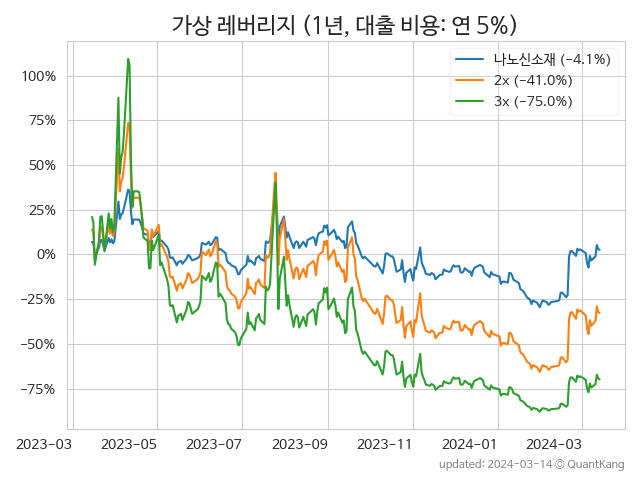 가상 레버리지 (1년, 대출 비용: 연 5%)
나노신소재 (−4.1%)
2x (−41.0%)
3x (−75.0%)
100%
75%
50%
25%
0%
−25%
−50%
−75%
2023-03 2023-05 2023-07 2023-09 2023-11 2024-01 2024-03
updated: 2024-03-14 © QuantKang